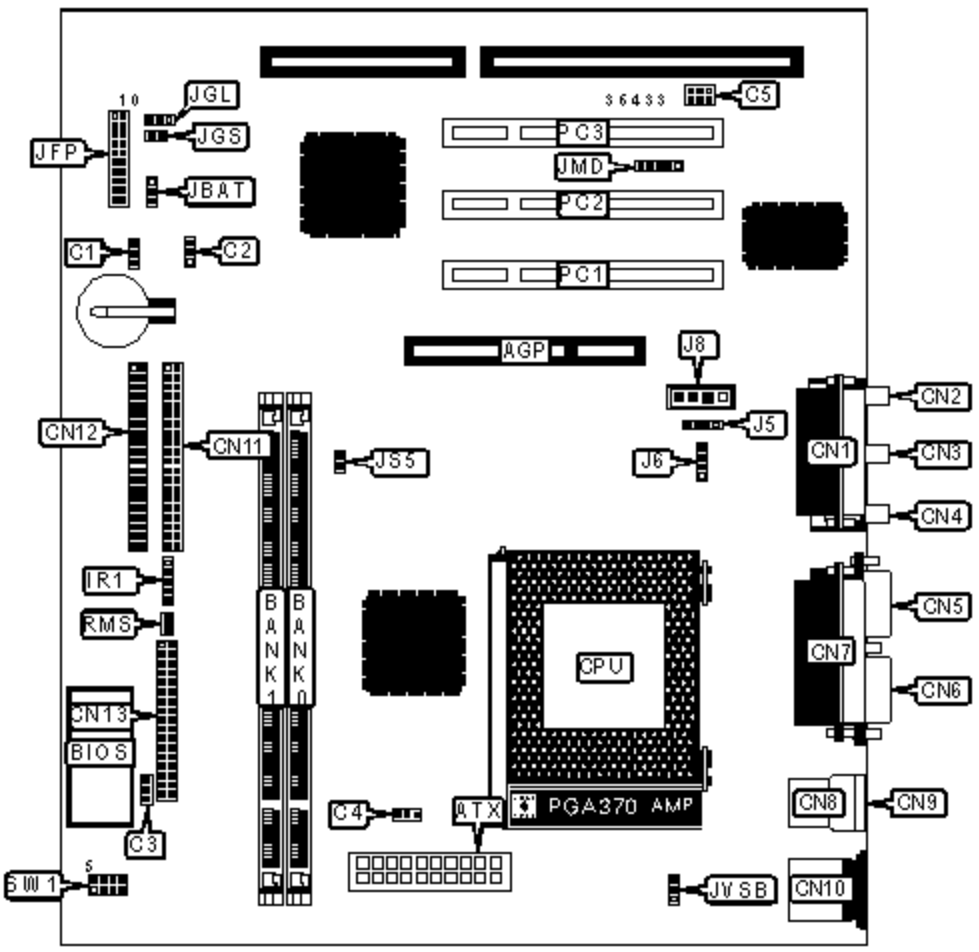 10
JGL
36433
C5
JGS
JFP
PC3
JMD
JBAT
PC2
C1
C2
PC1
AGP
J8
CN2
J5
CN12
CN11
CN1
CN3
JS5
J6
CN4
IR1
BANK1
BANK0
CN5
RMS
CN7
CPU
CN6
CN13
BIOS
C4
ATX
PGA370 AMP
CN8
CN9
C3
5
SW1
JVSB
CN10